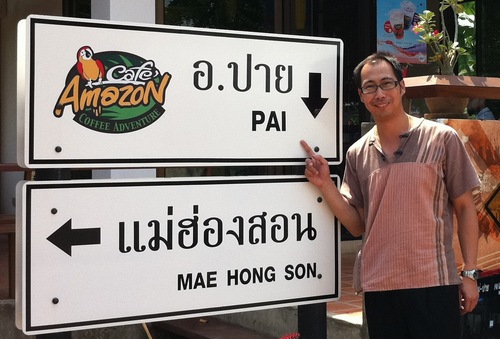 Café
Amazon
COFFEE ADVENTURE
อ.ปาย
PAI
แม่ฮ่องสอน
MAE HONG SON.